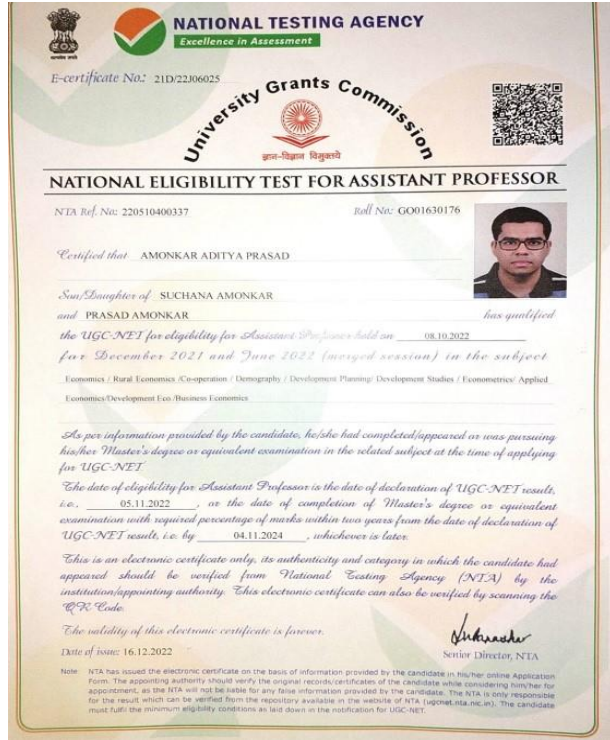 NATIONAL TESTING AGENCY
Excellence in Assessment
सत्यमेव जयते
E-certificate No.: 21D/22J06025
University Grants Commission
ज्ञान-विज्ञान विमुक्तये
NATIONAL ELIGIBILITY TEST FOR ASSISTANT PROFESSOR
NTA Ref. No: 220510400337 Roll No: GO01630176
Certified that AMONKAR ADITYA PRASAD
Son/Daughter of SUCHANA AMONKAR
and PRASAD AMONKAR has qualified
the UGC-NET for eligibility for Assistant Professor held on 08.10.2022
for December 2021 and June 2022 (merged session) in the subject
Economics / Rural Economics /Co-operation / Demography / Development Planning/ Development Studies / Econometrics/ Applied
Economics/Development Eco./Business Economics
As per information provided by the candidate, he/she had completed/appeared or was pursuing
his/her Master's degree or equivalent examination in the related subject at the time of applying
for UGC-NET
The date of eligibility for Assistant Professor is the date of declaration of UGC-NET result,
i.e., 05.11.2022, or the date of completion of Master's degree or equivalent
examination with required percentage of marks within two years from the date of declaration of
UGC-NET result, i.e. by 04.11.2024, whichever is later.
This is an electronic certificate only, its authenticity and category in which the candidate had
appeared should be verified from National Testing Agency (NTA) by the
institution/appointing authority. This electronic certificate can also be verified by scanning the
QR Code.
The validity of this electronic certificate is forever.
Date of issue: 16.12.2022 Senior Director, NTA
Note: NTA has issued the electronic certificate on the basis of information provided by the candidate in his/her online Application
Form. The appointing authority should verify the original records/certificates of the candidate while considering him/her for
appointment, as the NTA will not be liable for any false information provided by the candidate. The NTA is only responsible
for the result which can be verified from the repository available in the website of NTA (ugcnet.nta.nic.in). The candidate
must fulfil the minimum eligibility conditions as laid down in the notification for UGC-NET.